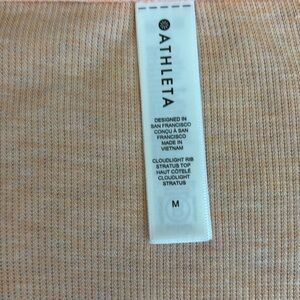 ATHLETA
DESIGNED IN
SAN FRANCISCO
CONÇU À SAN
FRANCISCO
MADE IN
VIETNAM
CLOUDLIGHT RIB
STRATUS TOP
HAUT CÔTELÉ
CLOUDLIGHT
STRATUS
M